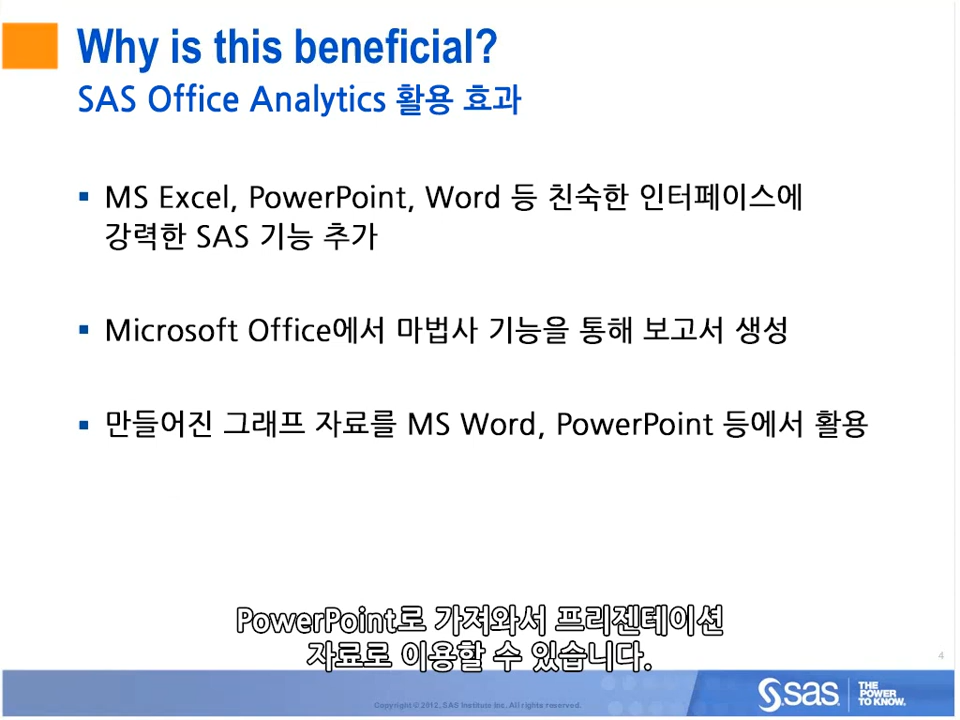 Why is this beneficial?
SAS Office Analytics 활용 효과
▪ MS Excel, PowerPoint, Word 등 친숙한 인터페이스에
강력한 SAS 기능 추가
▪ Microsoft Office에서 마법사 기능을 통해 보고서 생성
▪ 만들어진 그래프 자료를 MS Word, PowerPoint 등에서 활용
PowerPoint로 가져와서 프리젠테이션
자료로 이용할 수 있습니다.
4
Copyright © 2012, SAS Institute Inc. All rights reserved.
sas.
THE
POWER
TO KNOW.